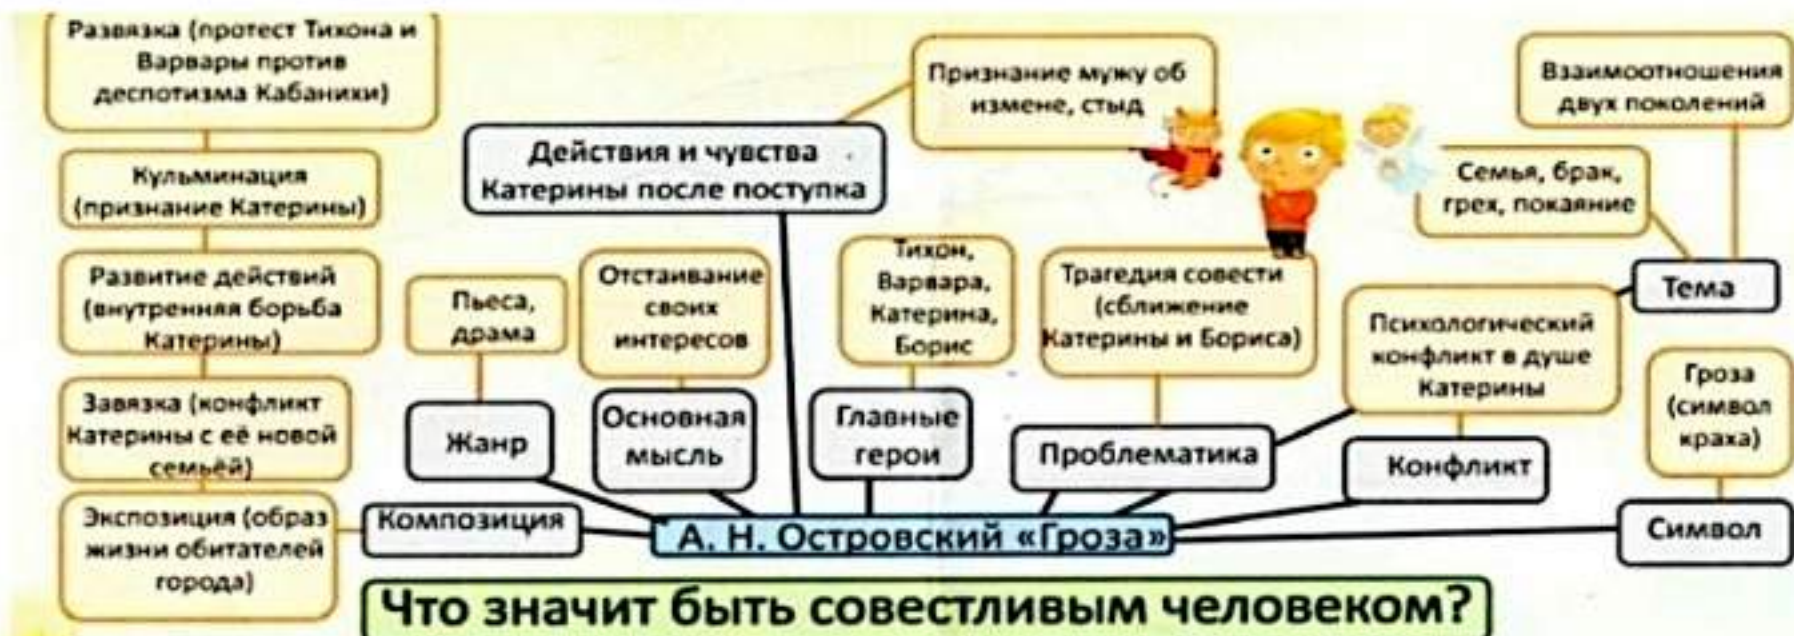 Развязка (протест Тихона и
Варвары против
деспотизма Кабанихи)
Кульминация
(признание Катерины)
Развитие действий
(внутренняя борьба
Катерины)
Завязка (конфликт
Катерины с её новой
семьёй)
Экспозиция (образ
жизни обитателей
города)
Композиция
Пьеса,
драма
Жанр
Отстаивание
своих
интересов
Основная
мысль
Действия и чувства
Катерины после поступка
Признание мужу об
измене, стыд
Тихон,
Варвара,
Катерина,
Борис
Главные
герои
Трагедия совести
(сближение
Катерины и Бориса)
Проблематика
Психологический
конфликт в душе
Катерины
Конфликт
Взаимоотношения
двух поколений
Семья, брак,
грех, покаяние
Тема
Гроза
(символ
краха)
Символ
А. Н. Островский «Гроза»
Что значит быть совестливым человеком?